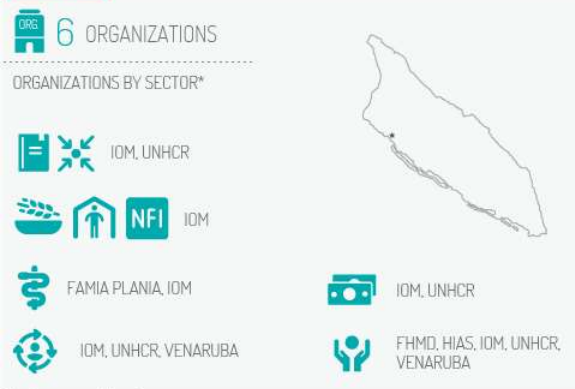 ORG.
6 ORGANIZATIONS
ORGANIZATIONS BY SECTOR*
IOM, UNHCR
NFI IOM
FAMIA PLANIA, IOM
IOM, UNHCR
IOM, UNHCR, VENARUBA
FHMD, HIAS, IOM, UNHCR,
VENARUBA